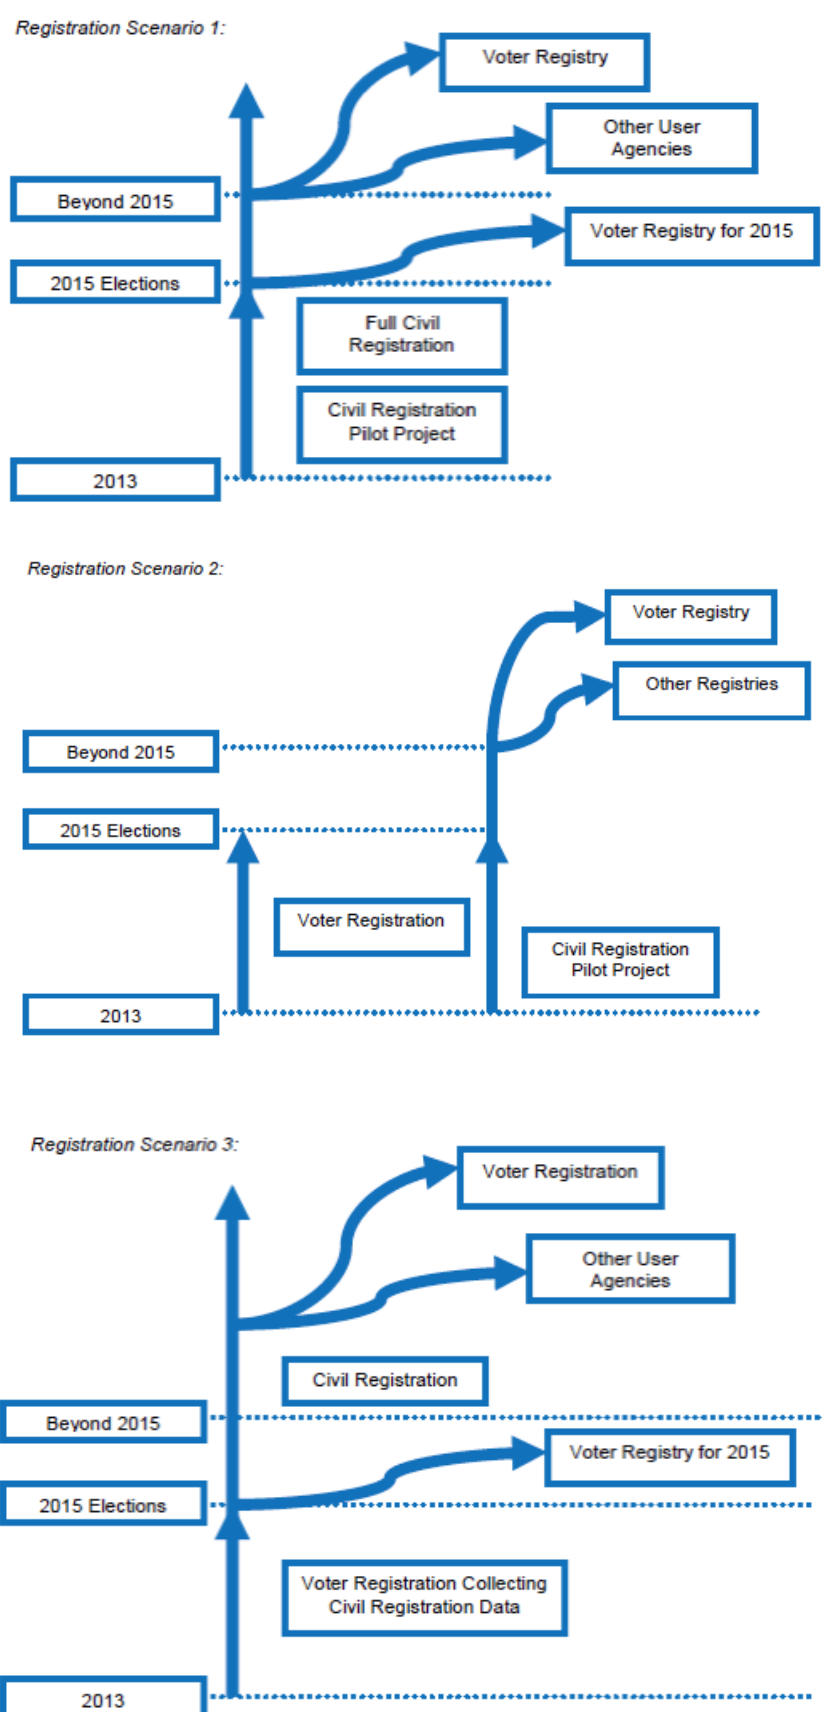 Registration Scenario 1:
Voter Registry
Other User
Agencies
Beyond 2015
Voter Registry for 2015
2015 Elections
Full Civil
Registration
Civil Registration
Pilot Project
2013
Registration Scenario 2:
Voter Registry
Other Registries
Beyond 2015
2015 Elections
Voter Registration
Civil Registration
Pilot Project
2013
Registration Scenario 3:
Voter Registration
Other User
Agencies
Civil Registration
Beyond 2015
Voter Registry for 2015
2015 Elections
Voter Registration Collecting
Civil Registration Data
2013